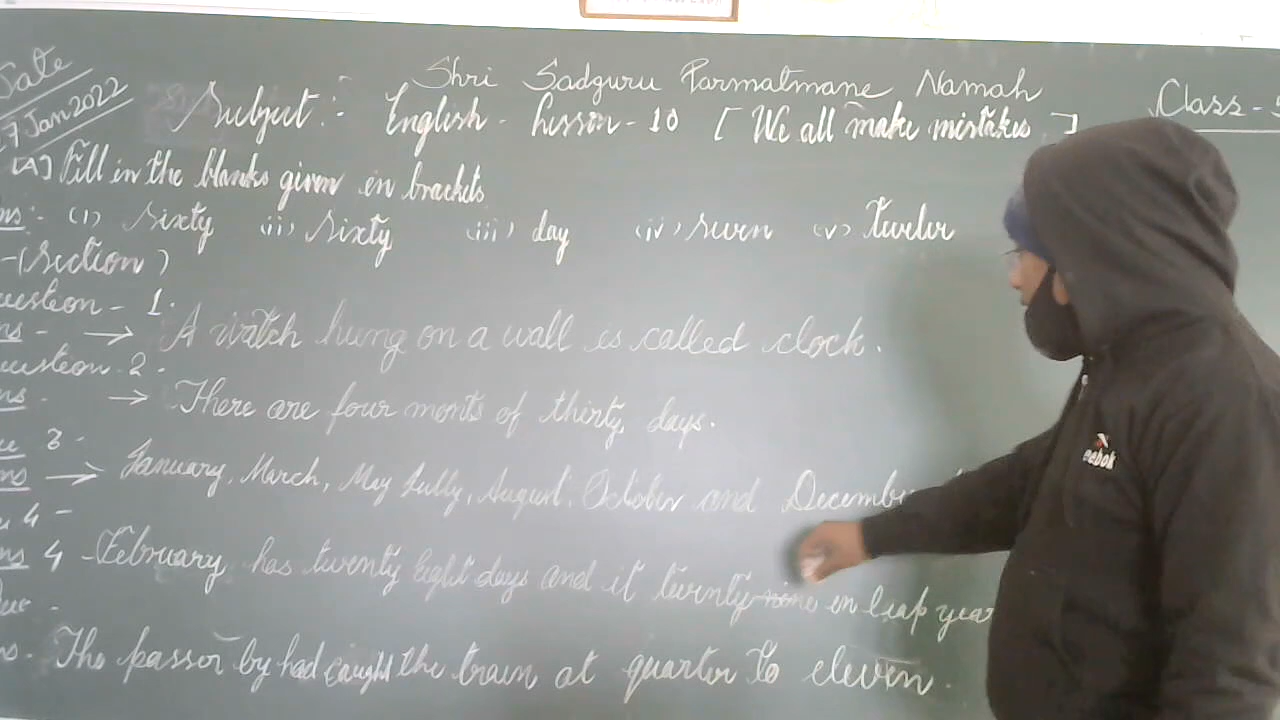 Shri Sadguru Parmatmane Namah
Date
7 Jan 2022
Subject :- English - Lesson - 10 [ We all make mistakes ]
Class - 5
[A] Fill in the blanks given in brackets
ns :- (i) sixty (ii) Sixty (iii) day (iv) seven (v) Twelve
-(Section)
uestion - 1.
ns - → A watch hung on a wall is called clock.
uestion 2.
ns. → There are four monts of thirty days.
ue 3 -
ns → January, March, May Jully, August, October and Decembe
u 4 -
ns 4 - February has twenty eight days and it twenty nine in leap year
Que -
ns. The passer by had caught the train at quarter to eleven.
eebok